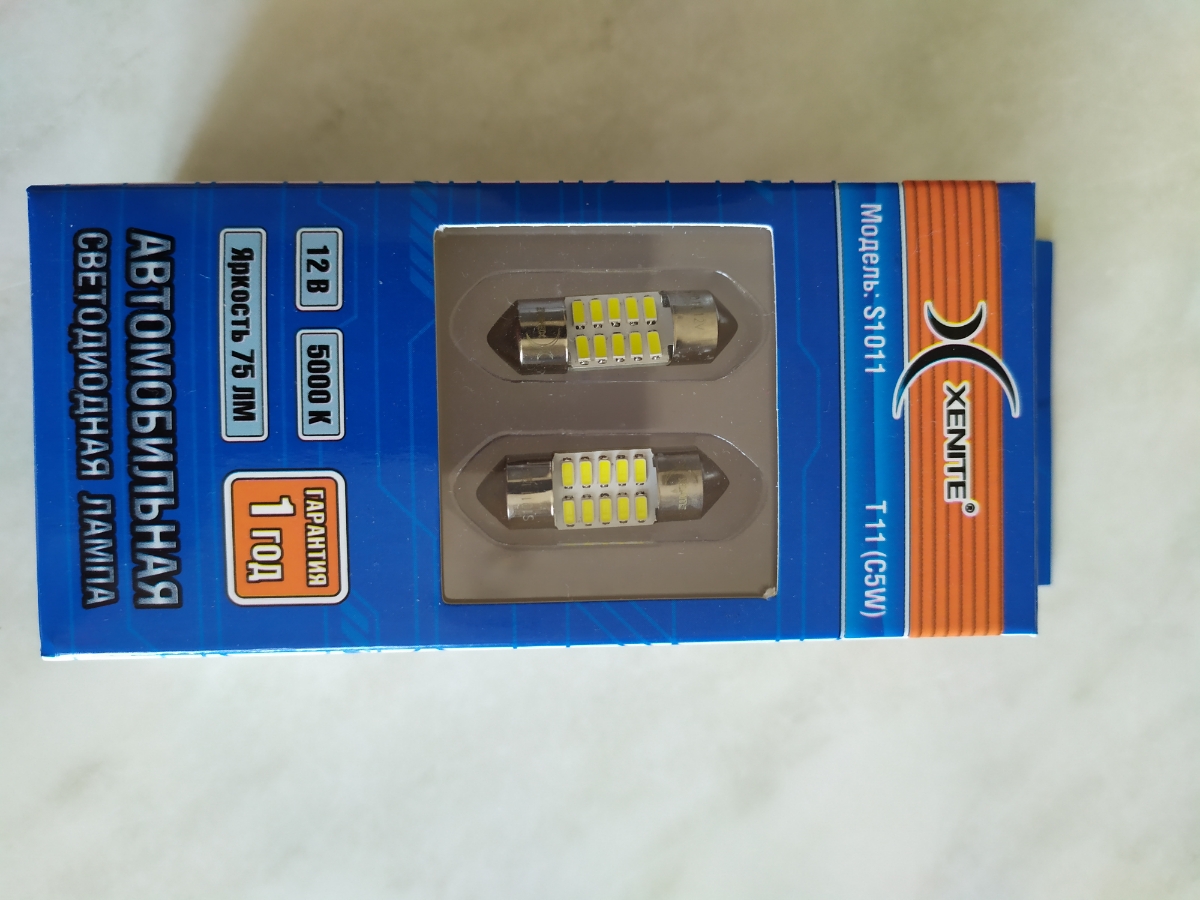 XENITE®
Модель: S1011 T11 (C5W)
12 В 5000 К
Яркость 75 ЛМ
ГАРАНТИЯ
1 ГОД
АВТОМОБИЛЬНАЯ
СВЕТОДИОДНАЯ ЛАМПА